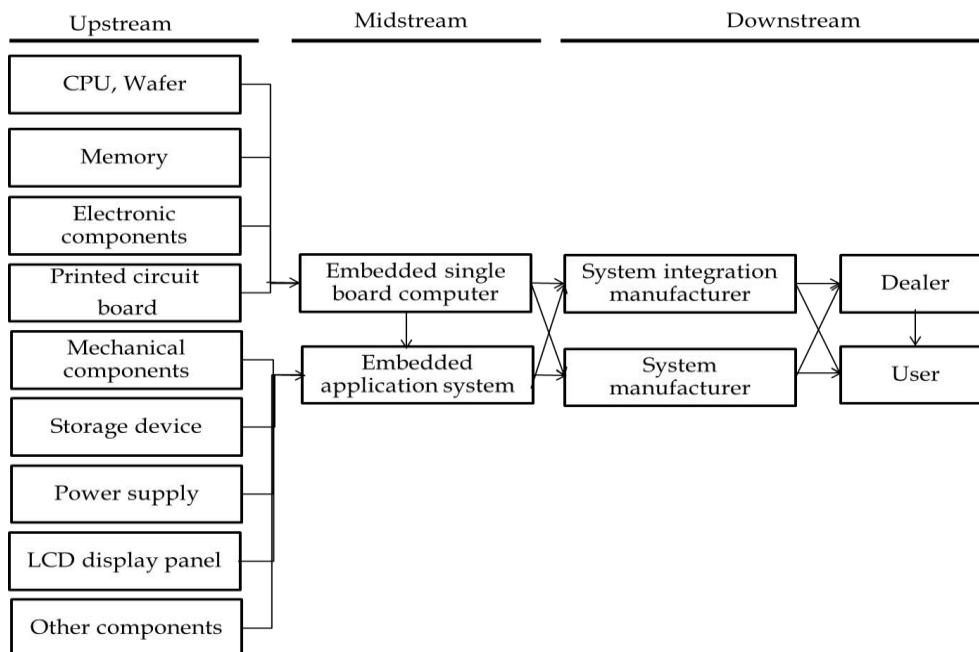 Upstream
Midstream
Downstream
CPU, Wafer
Memory
Electronic
components
Printed circuit
board
Mechanical
components
Storage device
Power supply
LCD display panel
Other components
Embedded single
board computer
Embedded
application system
System integration
manufacturer
System
manufacturer
Dealer
User